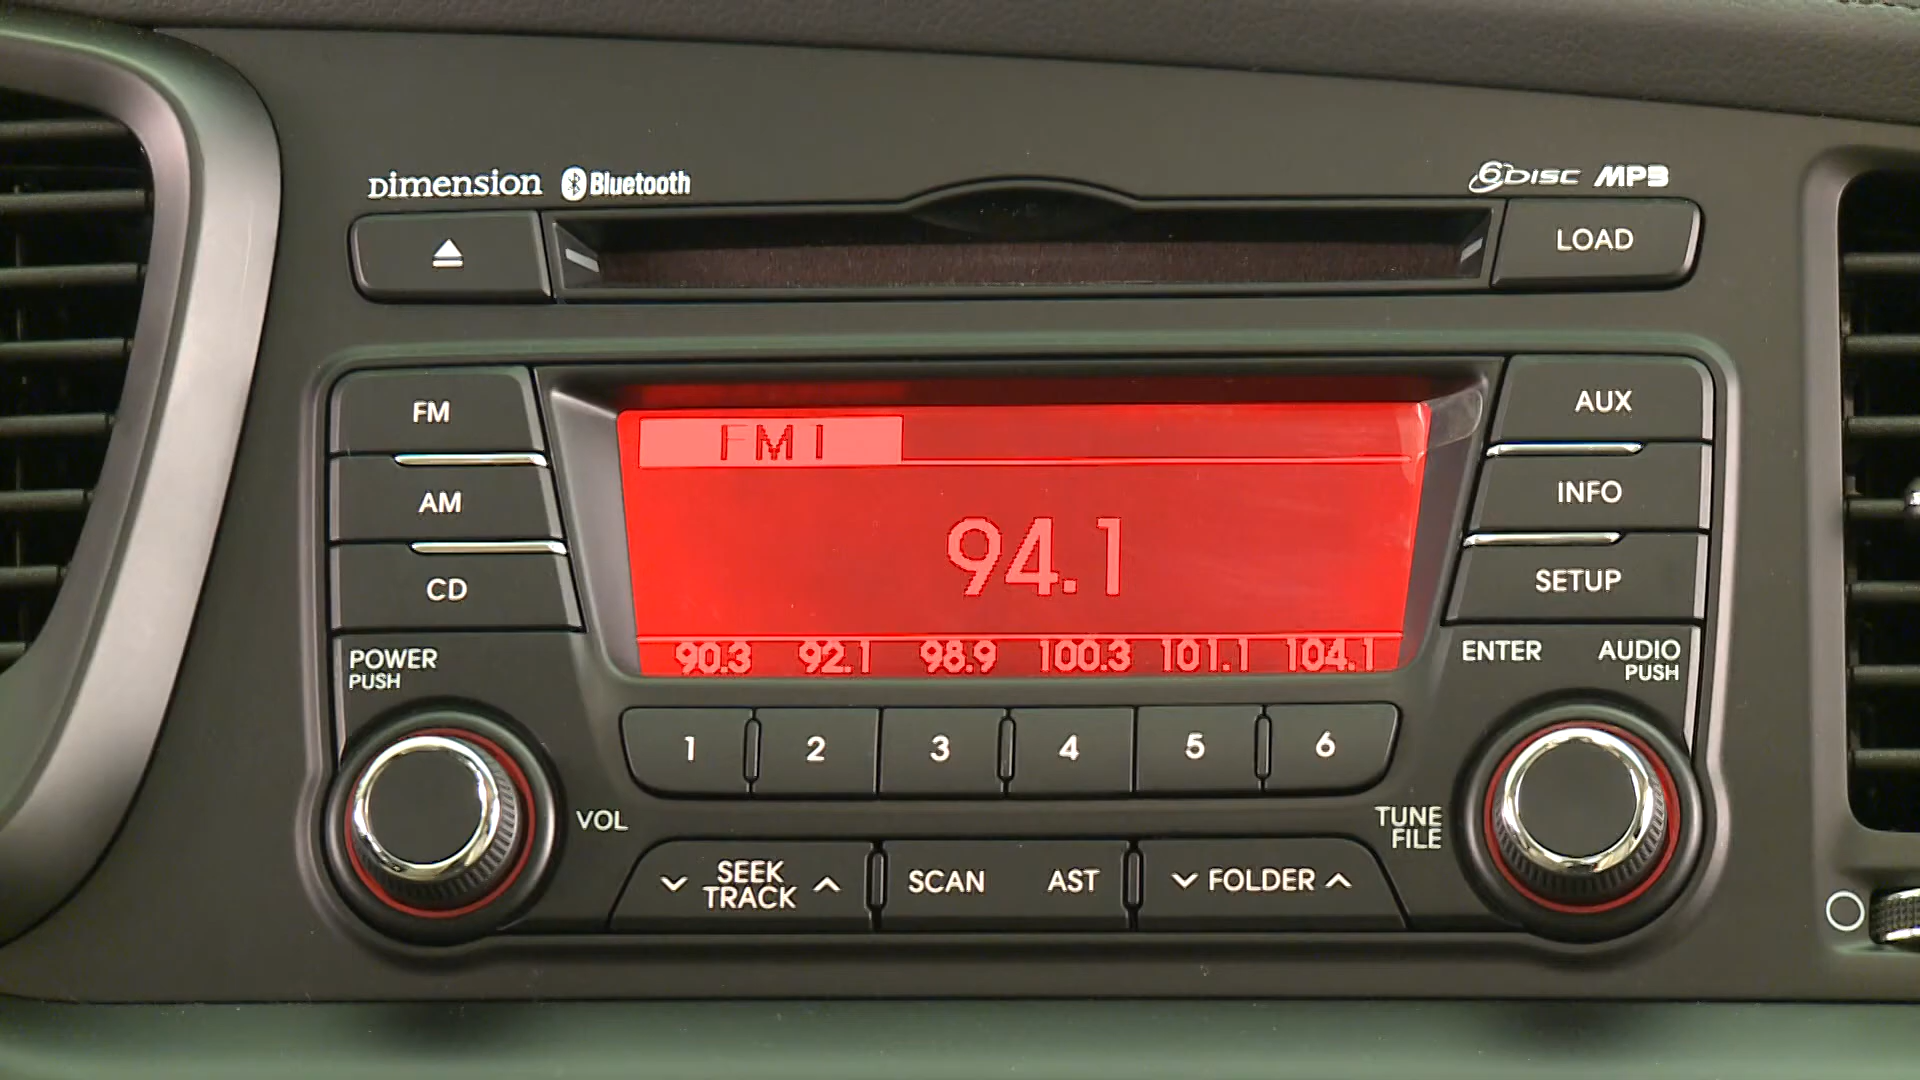 Dimension Bluetooth
6DISC MP3
LOAD
FM
AM
CD
FM1
94.1
90.3 92.1 98.9 100.3 101.1 104.1
AUX
INFO
SETUP
POWER
PUSH
ENTER
AUDIO
PUSH
1 2 3 4 5 6
VOL
TUNE
FILE
SEEK
TRACK
SCAN AST
FOLDER